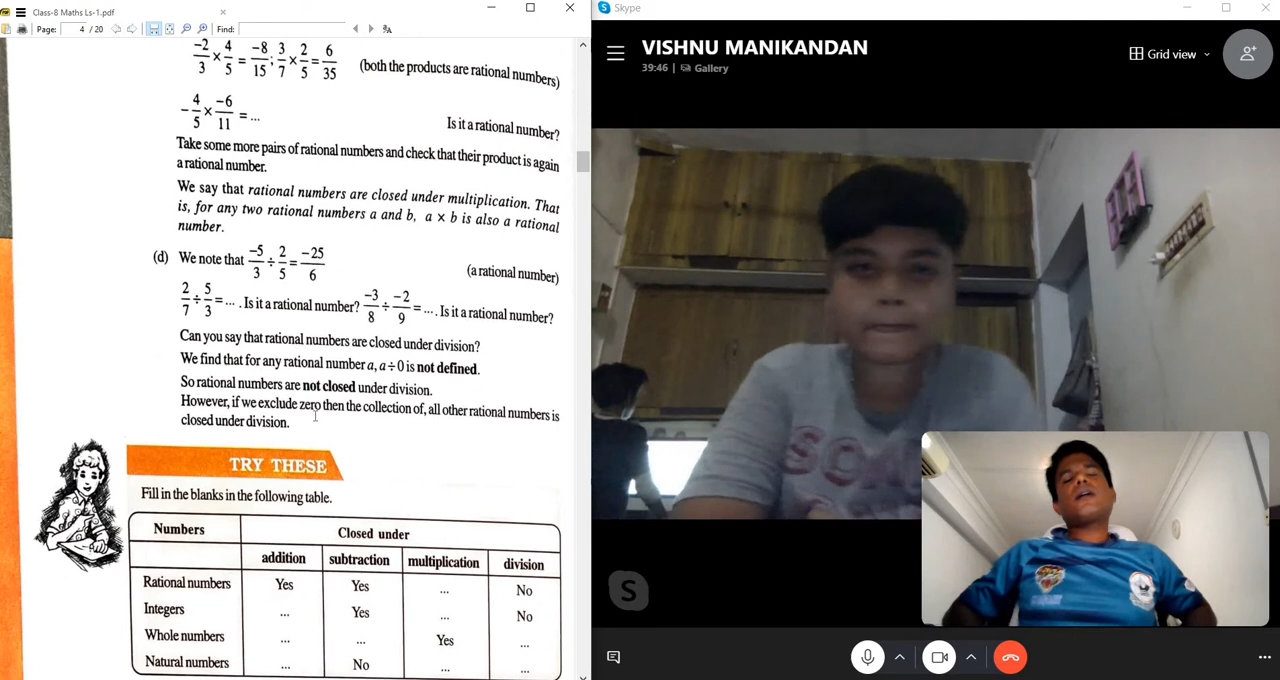 Class-8 Maths Ls-1.pdf
Page: 4 / 20 Find:
-2/3 × 4/5 = -8/15 ; 3/7 × 2/5 = 6/35 (both the products are rational numbers)
-4/5 × -6/11 = ... Is it a rational number?
Take some more pairs of rational numbers and check that their product is again
a rational number.
We say that rational numbers are closed under multiplication. That
is, for any two rational numbers a and b, a × b is also a rational
number.
(d) We note that -5/3 ÷ 2/5 = -25/6 (a rational number)
2/7 ÷ 5/3 = ... . Is it a rational number? -3/8 ÷ -2/9 = ... . Is it a rational number?
Can you say that rational numbers are closed under division?
We find that for any rational number a, a ÷ 0 is not defined.
So rational numbers are not closed under division.
However, if we exclude zero then the collection of, all other rational numbers is
closed under division.
TRY THESE
Fill in the blanks in the following table.
Numbers Closed under
addition subtraction multiplication division
Rational numbers Yes Yes ... No
Integers ... Yes ... No
Whole numbers ... ... Yes ...
Natural numbers ... No ... ...
Skype
VISHNU MANIKANDAN
39:46 | Gallery
Grid view
S